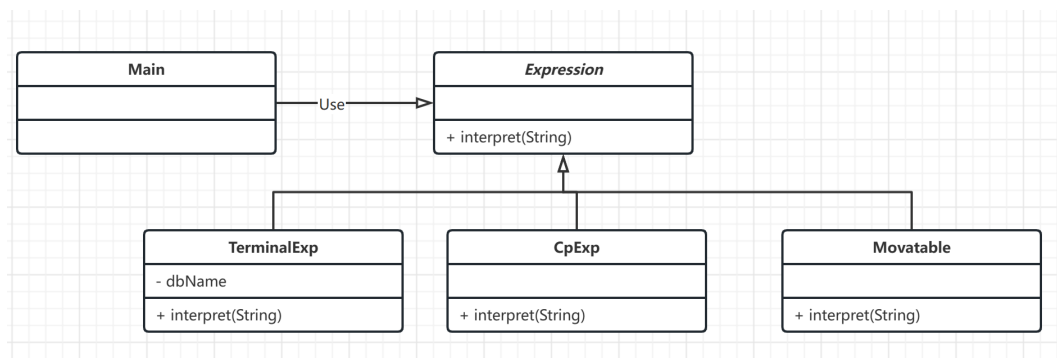 Main
Expression
Use
+ interpret(String)
TerminalExp
CpExp
Movatable
- dbName
+ interpret(String)
+ interpret(String)
+ interpret(String)